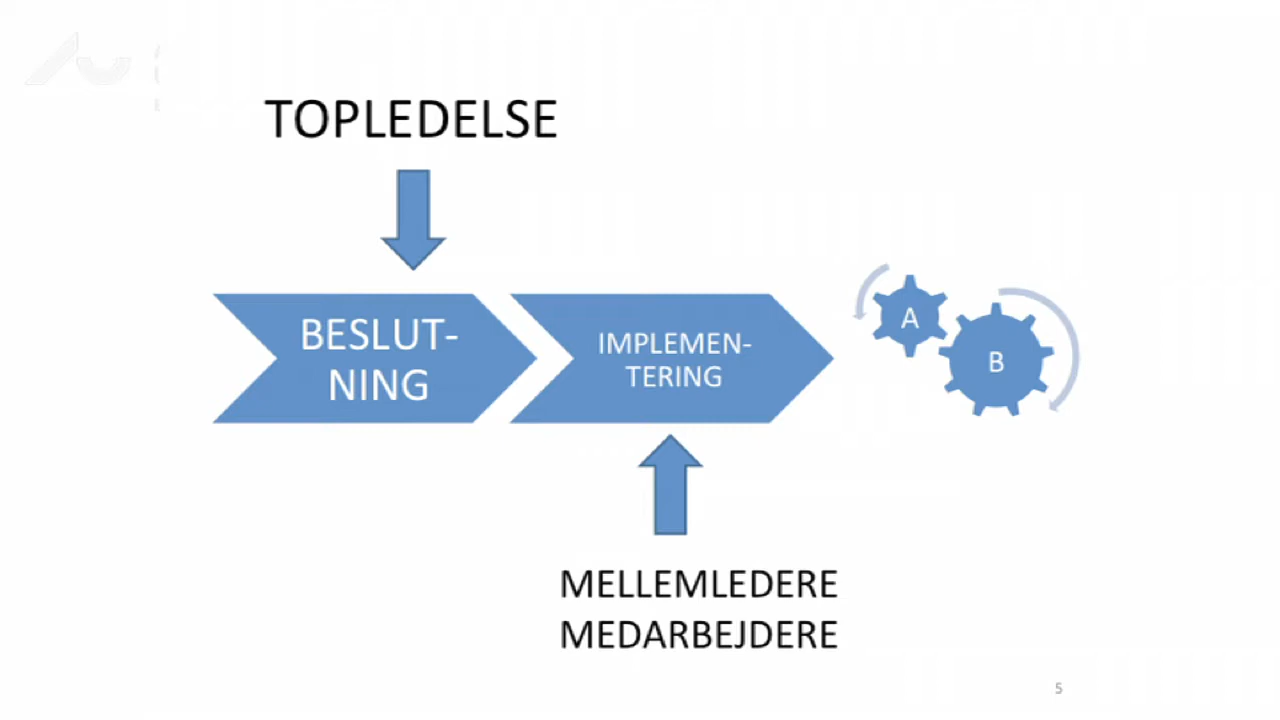 TOPLEDELSE
BESLUT-
NING
IMPLEMEN-
TERING
A
B
MELLEMLEDERE
MEDARBEJDERE
5